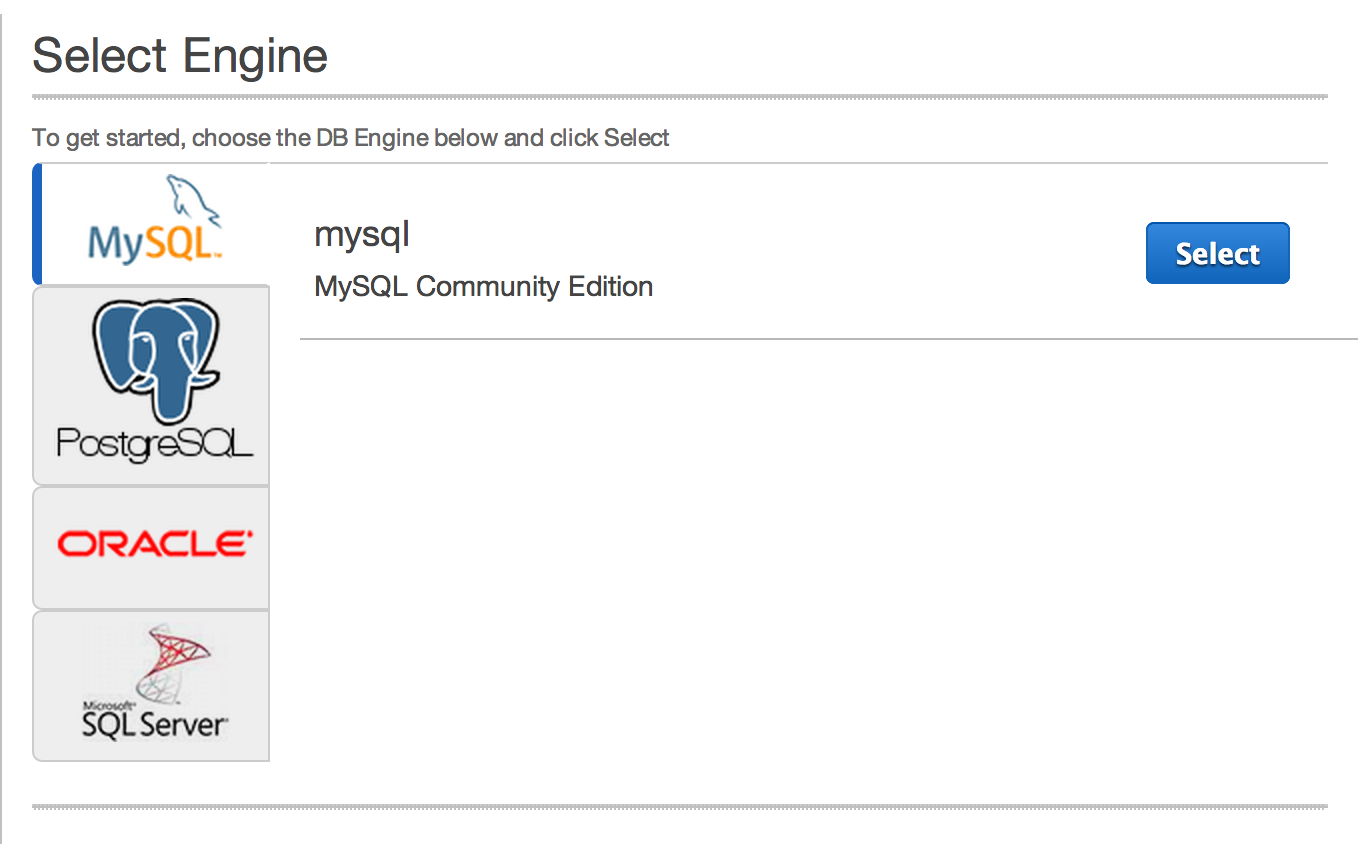 Select Engine
To get started, choose the DB Engine below and click Select
MySQL™
mysql
MySQL Community Edition
Select
PostgreSQL
ORACLE®
Microsoft®
SQL Server®